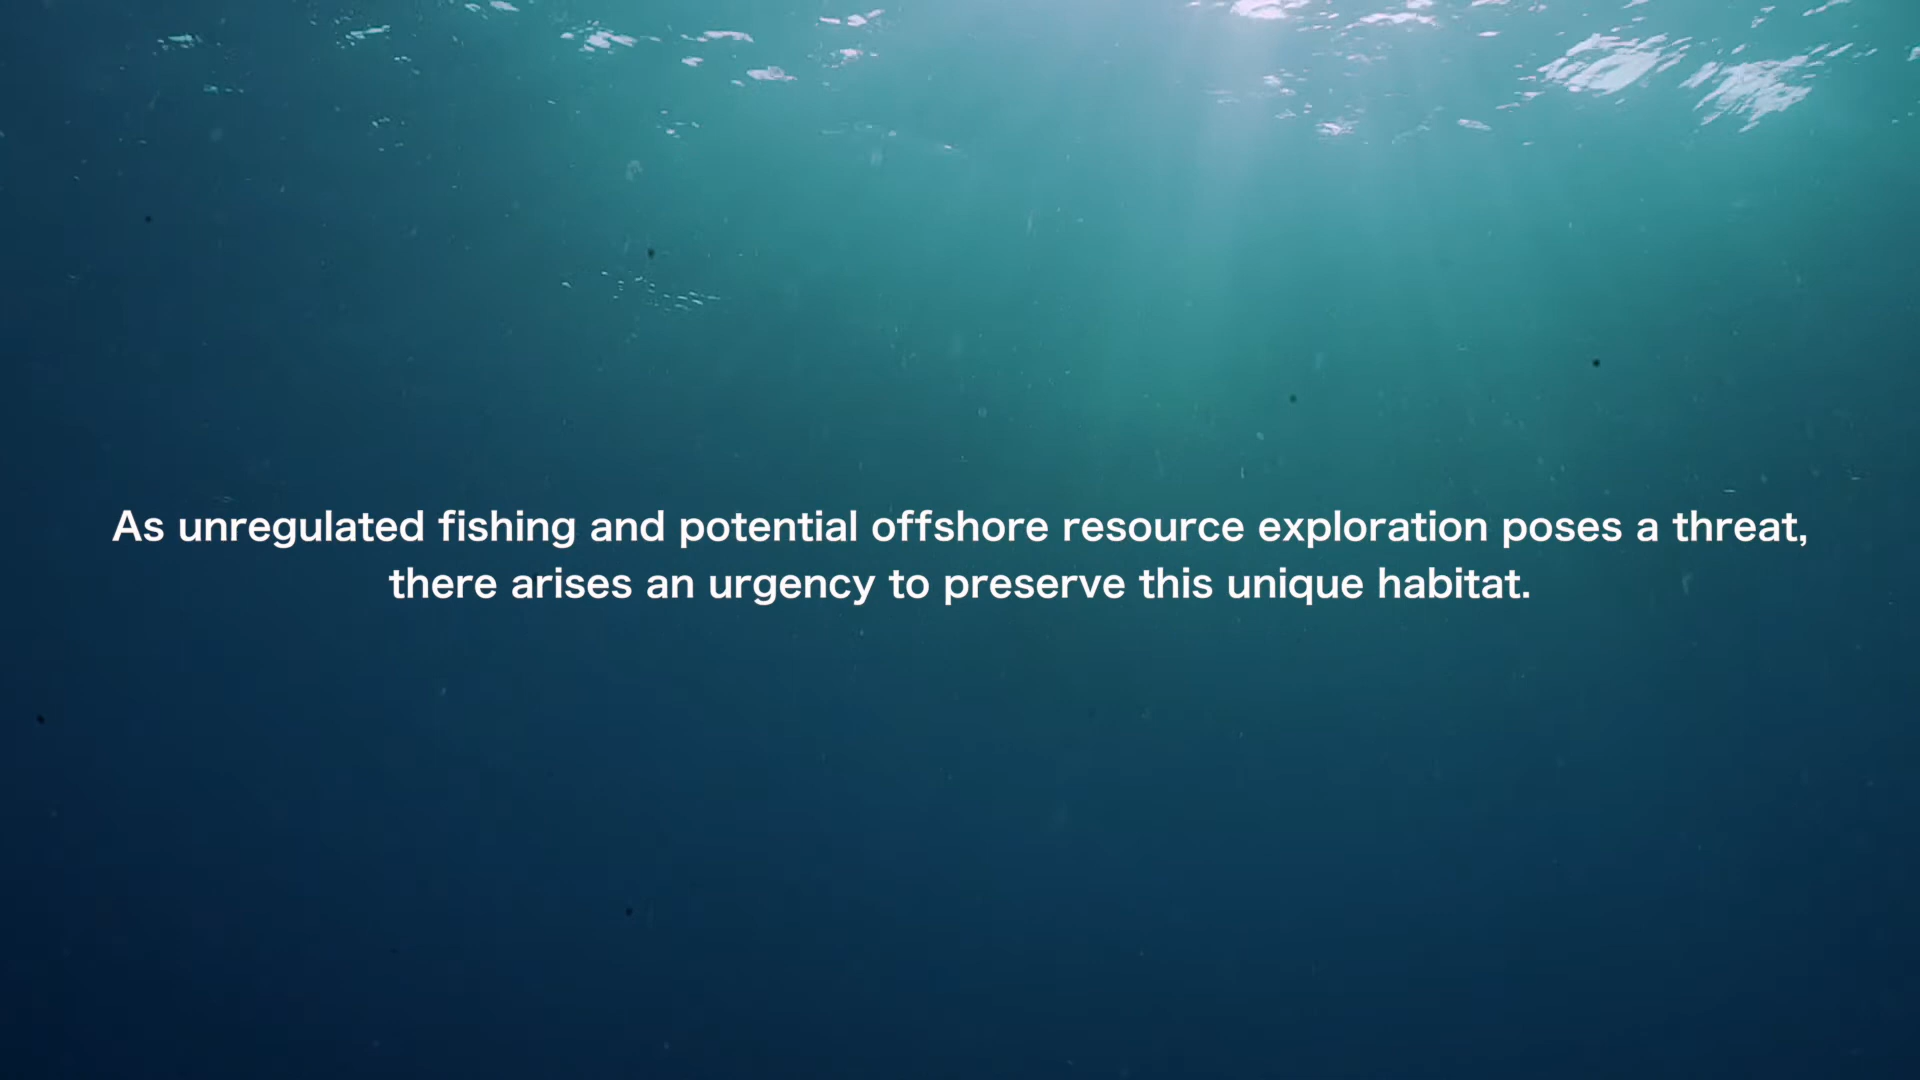 As unregulated fishing and potential offshore resource exploration poses a threat,
there arises an urgency to preserve this unique habitat.